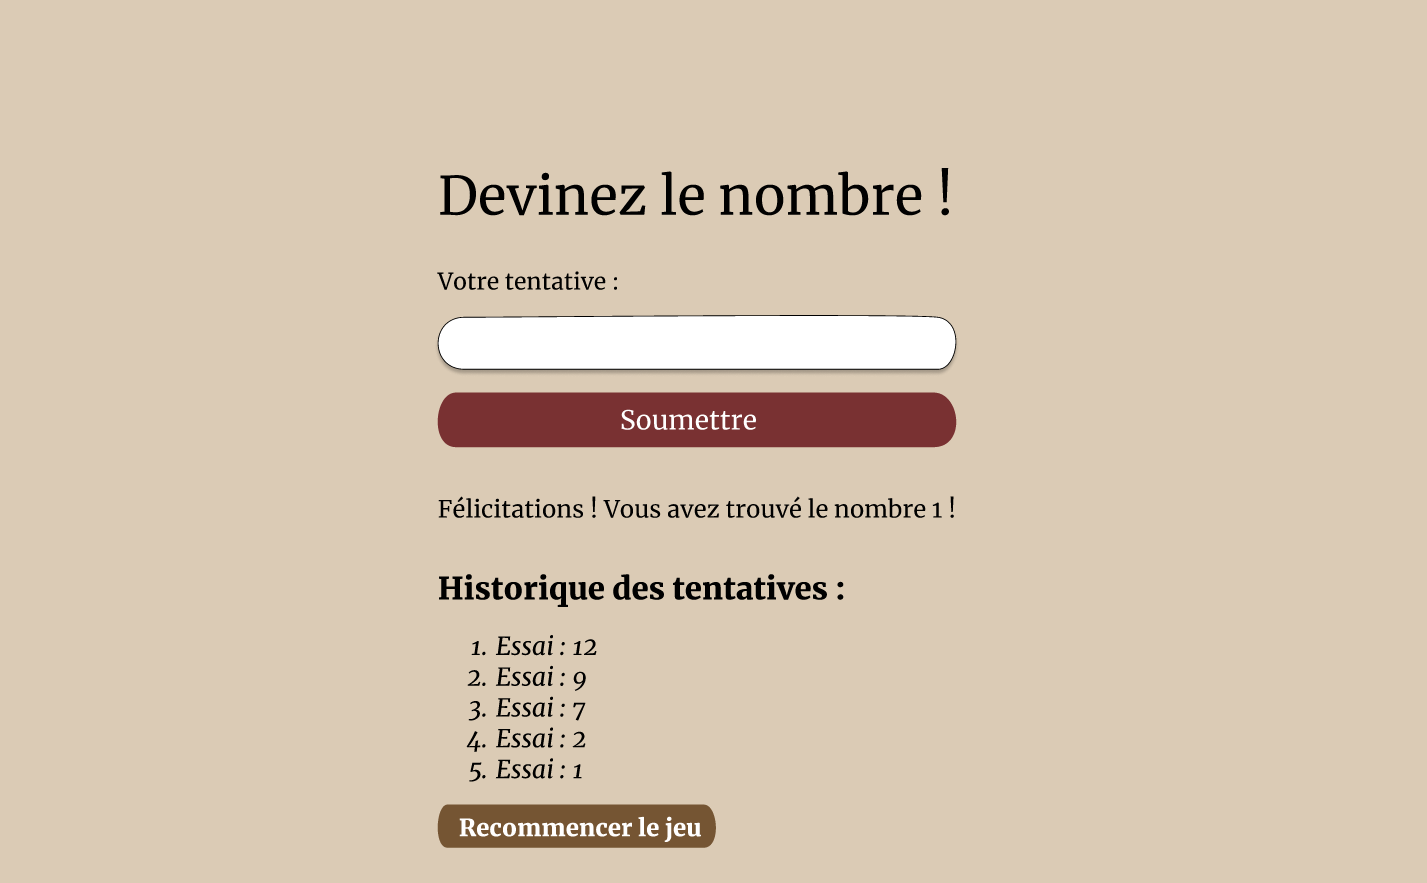 Devinez le nombre !
Votre tentative :
Soumettre
Félicitations ! Vous avez trouvé le nombre 1 !
Historique des tentatives :
1. Essai : 12
2. Essai : 9
3. Essai : 7
4. Essai : 2
5. Essai : 1
Recommencer le jeu